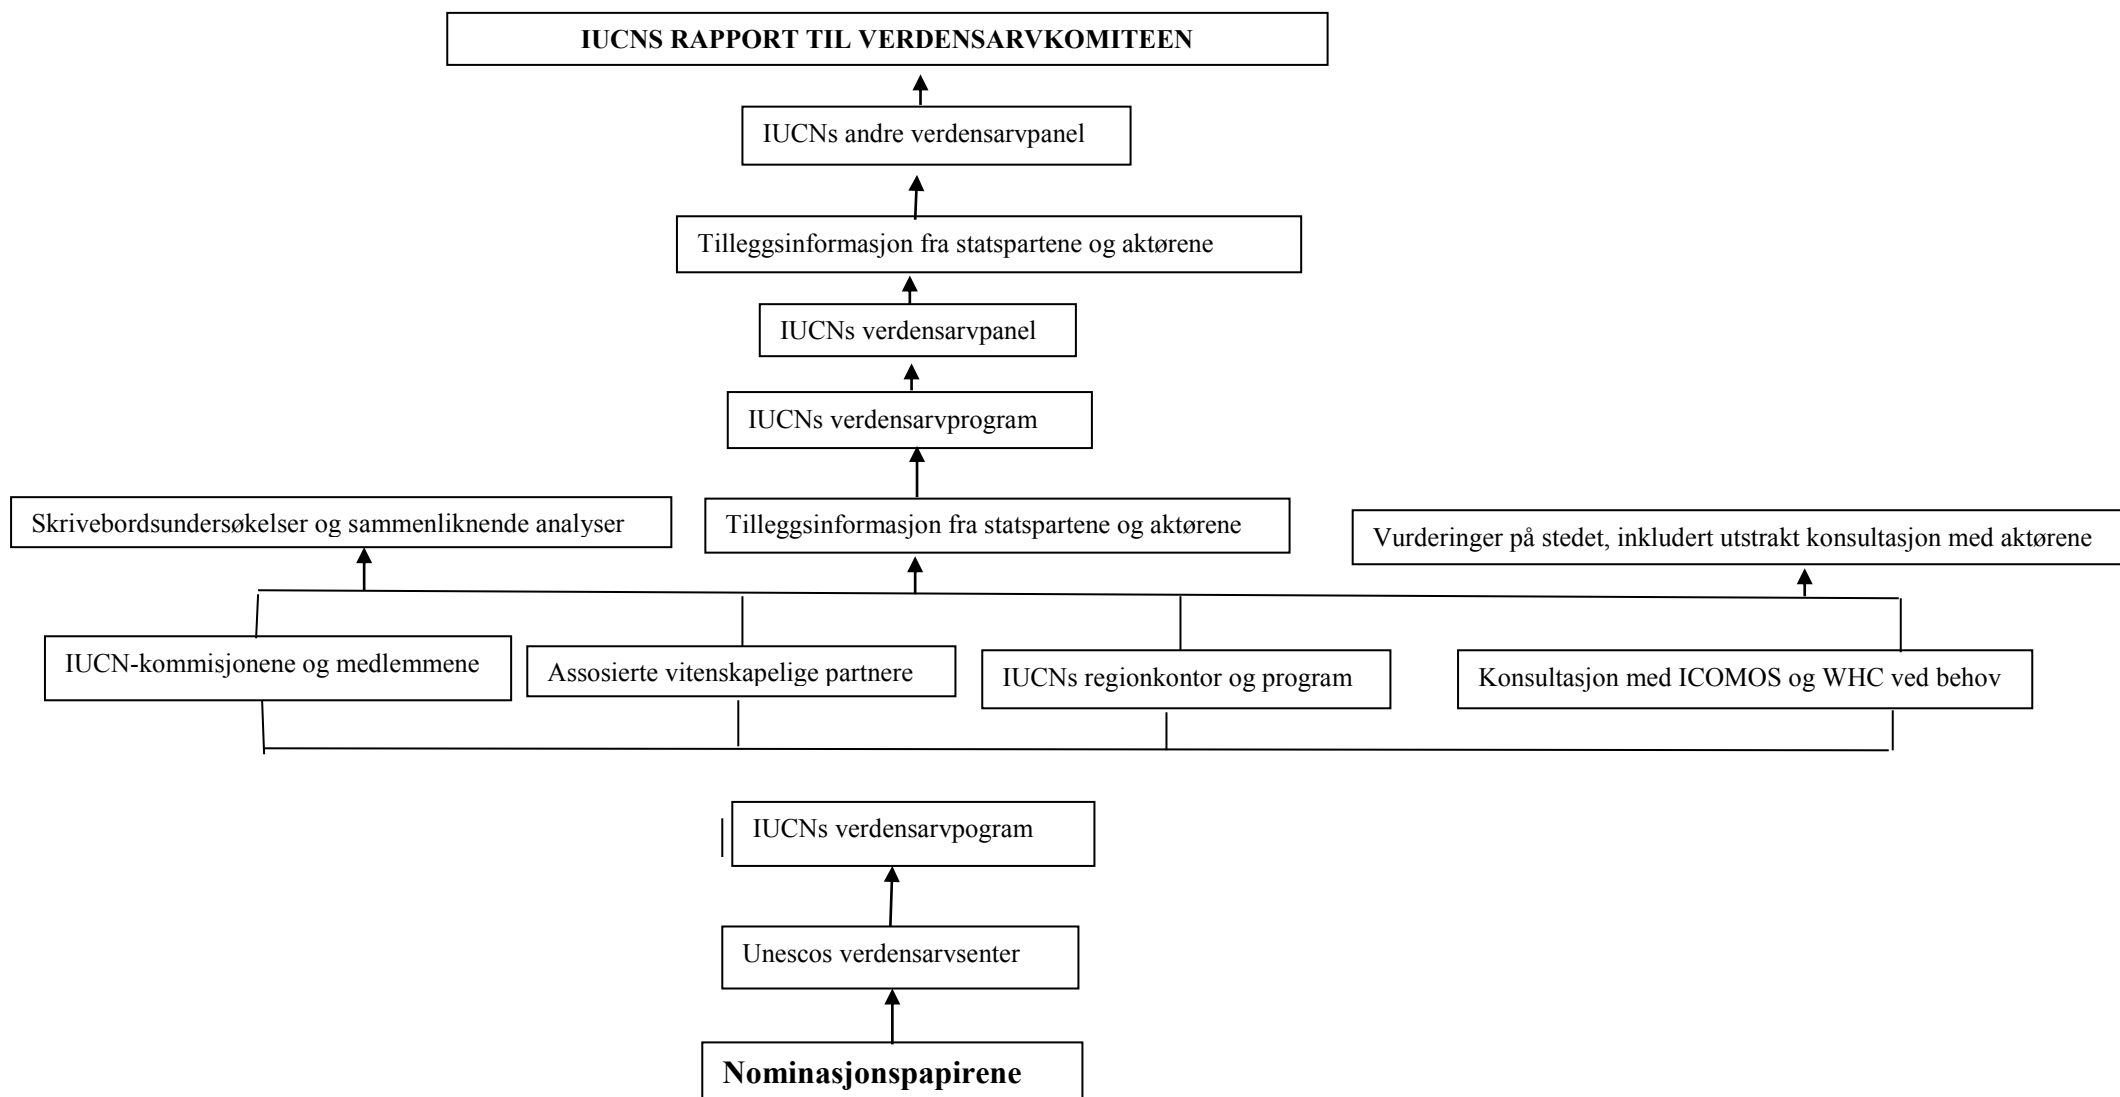 IUCNS RAPPORT TIL VERDENSARVKOMITEEN
IUCNs andre verdensarvpanel
Tilleggsinformasjon fra statspartene og aktørene
IUCNs verdensarvpanel
IUCNs verdensarvprogram
Skrivebordsundersøkelser og sammenliknende analyser
Tilleggsinformasjon fra statspartene og aktørene
Vurderinger på stedet, inkludert utstrakt konsultasjon med aktørene
IUCN-kommisjonene og medlemmene
Assosierte vitenskapelige partnere
IUCNs regionkontor og program
Konsultasjon med ICOMOS og WHC ved behov
IUCNs verdensarvpogram
Unescos verdensarvsenter
Nominasjonspapirene